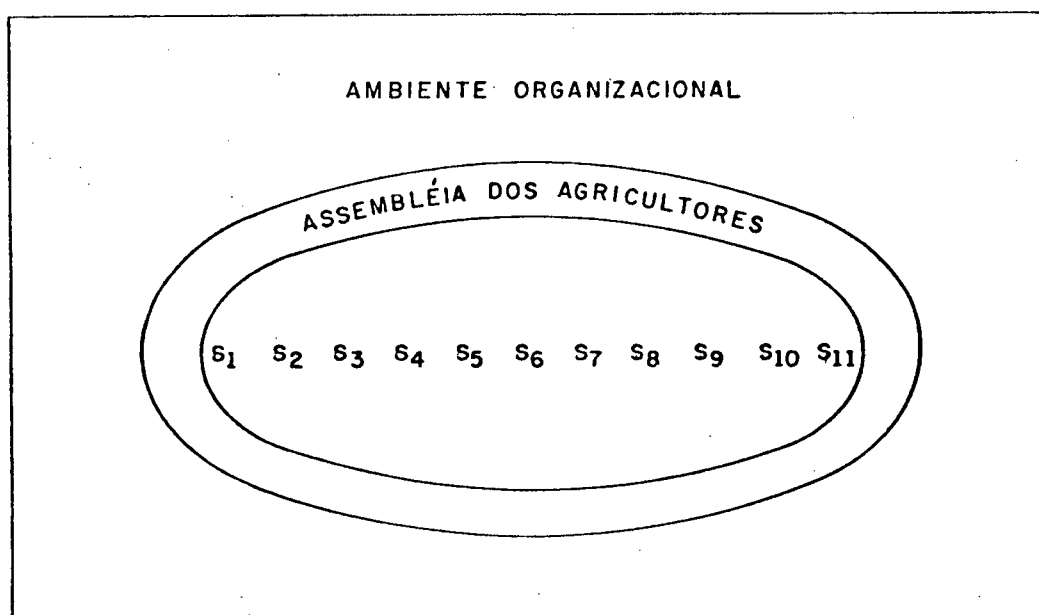 AMBIENTE ORGANIZACIONAL
ASSEMBLÉIA DOS AGRICULTORES
S1 S2 S3 S4 S5 S6 S7 S8 S9 S10 S11